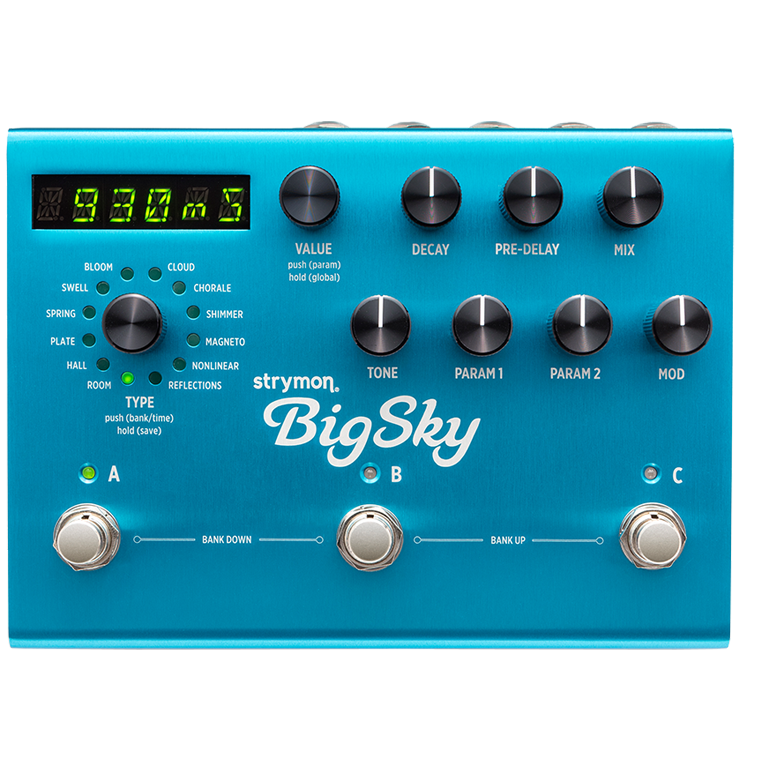 930mS
VALUE
push (param)
hold (global)
DECAY
PRE-DELAY
MIX
BLOOM
CLOUD
SWELL
CHORALE
SPRING
SHIMMER
PLATE
MAGNETO
HALL
NONLINEAR
ROOM
REFLECTIONS
TYPE
push (bank/time)
hold (save)
TONE
PARAM 1
PARAM 2
MOD
strymon®
BigSky
A
B
C
BANK DOWN
BANK UP